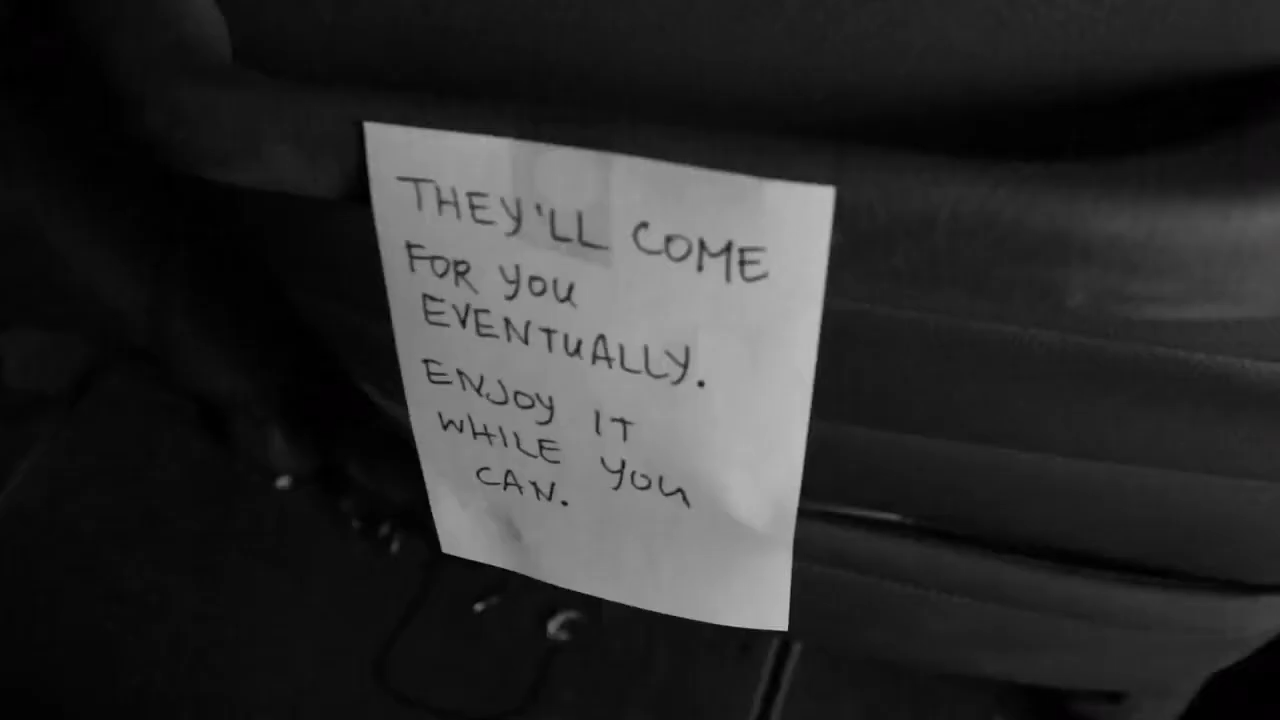 THEY'LL COME
FOR YOU
EVENTUALLY.
ENJOY IT
WHILE YOU
CAN.